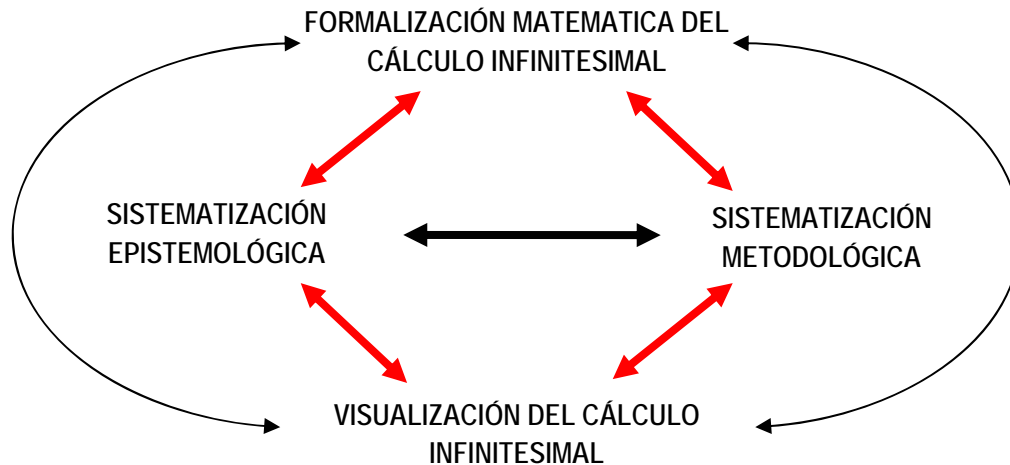 FORMALIZACIÓN MATEMATICA DEL
CÁLCULO INFINITESIMAL
SISTEMATIZACIÓN
EPISTEMOLÓGICA
SISTEMATIZACIÓN
METODOLÓGICA
VISUALIZACIÓN DEL CÁLCULO
INFINITESIMAL